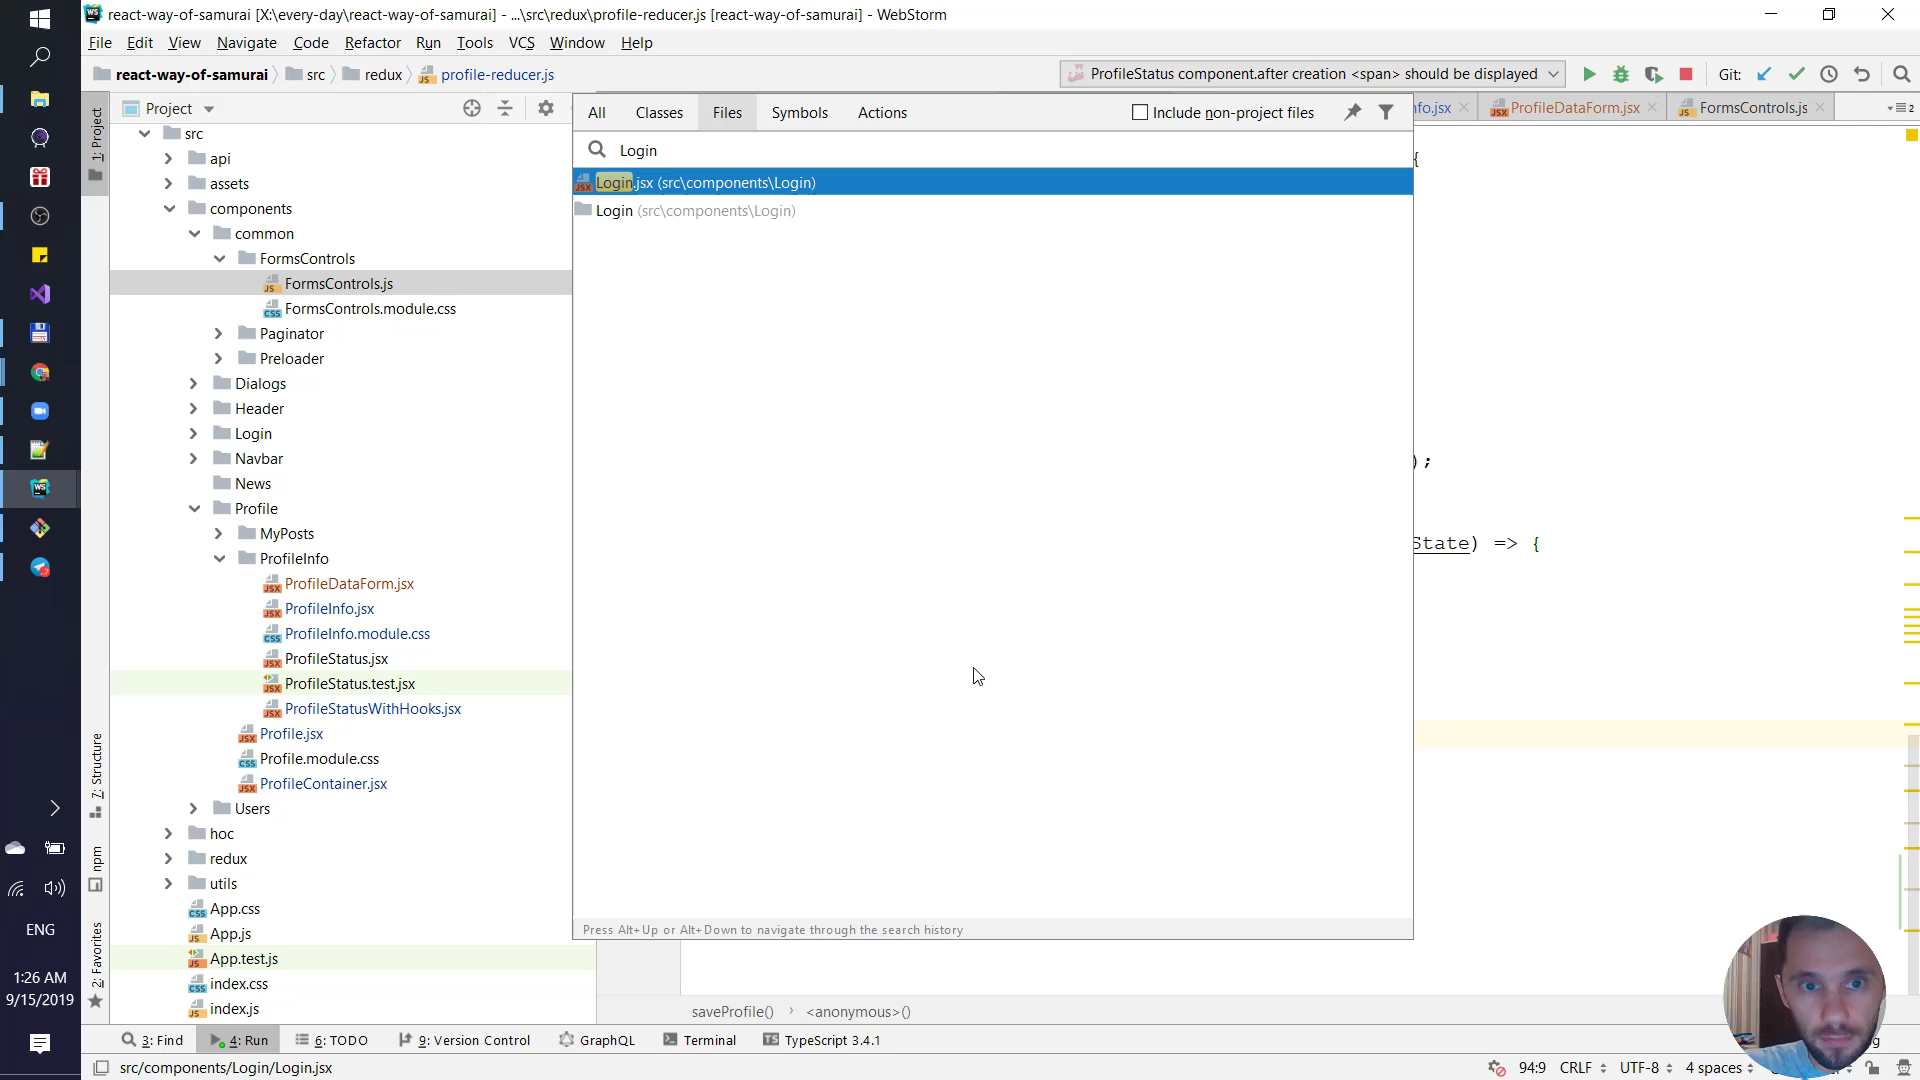 react-way-of-samurai [X:\every-day\react-way-of-samurai] - ...\src\redux\profile-reducer.js [react-way-of-samurai] - WebStorm
File Edit View Navigate Code Refactor Run Tools VCS Window Help
react-way-of-samurai src redux profile-reducer.js
ProfileStatus component.after creation <span> should be displayed
Git:
1: Project
Project
All Classes Files Symbols Actions
Include non-project files
nfo.jsx
ProfileDataForm.jsx
FormsControls.js
2
Login
Login.jsx (src\components\Login)
Login (src\components\Login)
src
api
assets
components
common
FormsControls
FormsControls.js
FormsControls.module.css
Paginator
Preloader
Dialogs
Header
Login
Navbar
News
Profile
MyPosts
ProfileInfo
ProfileDataForm.jsx
ProfileInfo.jsx
ProfileInfo.module.css
ProfileStatus.jsx
ProfileStatus.test.jsx
ProfileStatusWithHooks.jsx
Profile.jsx
Profile.module.css
ProfileContainer.jsx
Users
hoc
redux
utils
App.css
App.js
App.test.js
index.css
index.js
{
);
State) => {
Press Alt+Up or Alt+Down to navigate through the search history
saveProfile() <anonymous>()
7: Structure
npm
2: Favorites
3: Find
4: Run
6: TODO
9: Version Control
GraphQL
Terminal
TypeScript 3.4.1
src/components/Login/Login.jsx
94:9 CRLF UTF-8 4 spaces
ENG
1:26 AM
9/15/2019